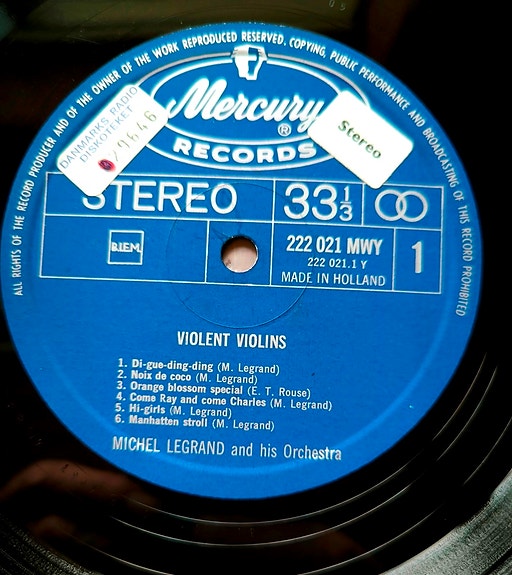 ALL RIGHTS OF THE RECORD PRODUCER AND OF THE OWNER OF THE WORK REPRODUCED RESERVED. COPYING, PUBLIC PERFORMANCE AND BROADCASTING OF THIS RECORD PROHIBITED
Mercury ®
RECORDS
DANMARKS RADIO
DISKOTEKET
Stereo
STEREO
33 1/3
B.I.E.M.
222 021 MWY
222 021.1 Y
MADE IN HOLLAND
1
VIOLENT VIOLINS
1. Di-gue-ding-ding (M. Legrand)
2. Noix de coco (M. Legrand)
3. Orange blossom special (E. T. Rouse)
4. Come Ray and come Charles (M. Legrand)
5. Hi-girls (M. Legrand)
6. Manhatten stroll (M. Legrand)
MICHEL LEGRAND and his Orchestra